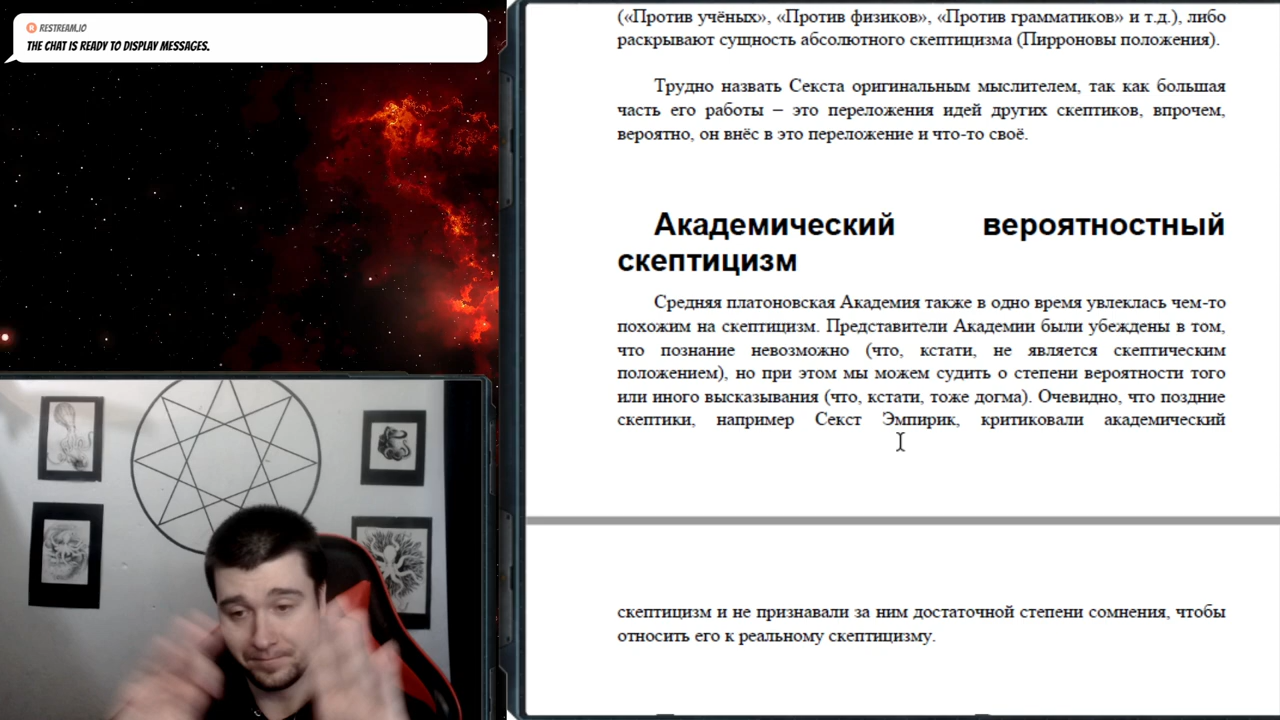 RESTREAM.IO
THE CHAT IS READY TO DISPLAY MESSAGES.
(«Против учёных», «Против физиков», «Против грамматиков» и т.д.), либо
раскрывают сущность абсолютного скептицизма (Пирроновы положения).
Трудно назвать Секста оригинальным мыслителем, так как большая
часть его работы – это переложения идей других скептиков, впрочем,
вероятно, он внёс в это переложение и что-то своё.
Академический вероятностный
скептицизм
Средняя платоновская Академия также в одно время увлеклась чем-то
похожим на скептицизм. Представители Академии были убеждены в том,
что познание невозможно (что, кстати, не является скептическим
положением), но при этом мы можем судить о степени вероятности того
или иного высказывания (что, кстати, тоже догма). Очевидно, что поздние
скептики, например Секст Эмпирик, критиковали академический
скептицизм и не признавали за ним достаточной степени сомнения, чтобы
относить его к реальному скептицизму.